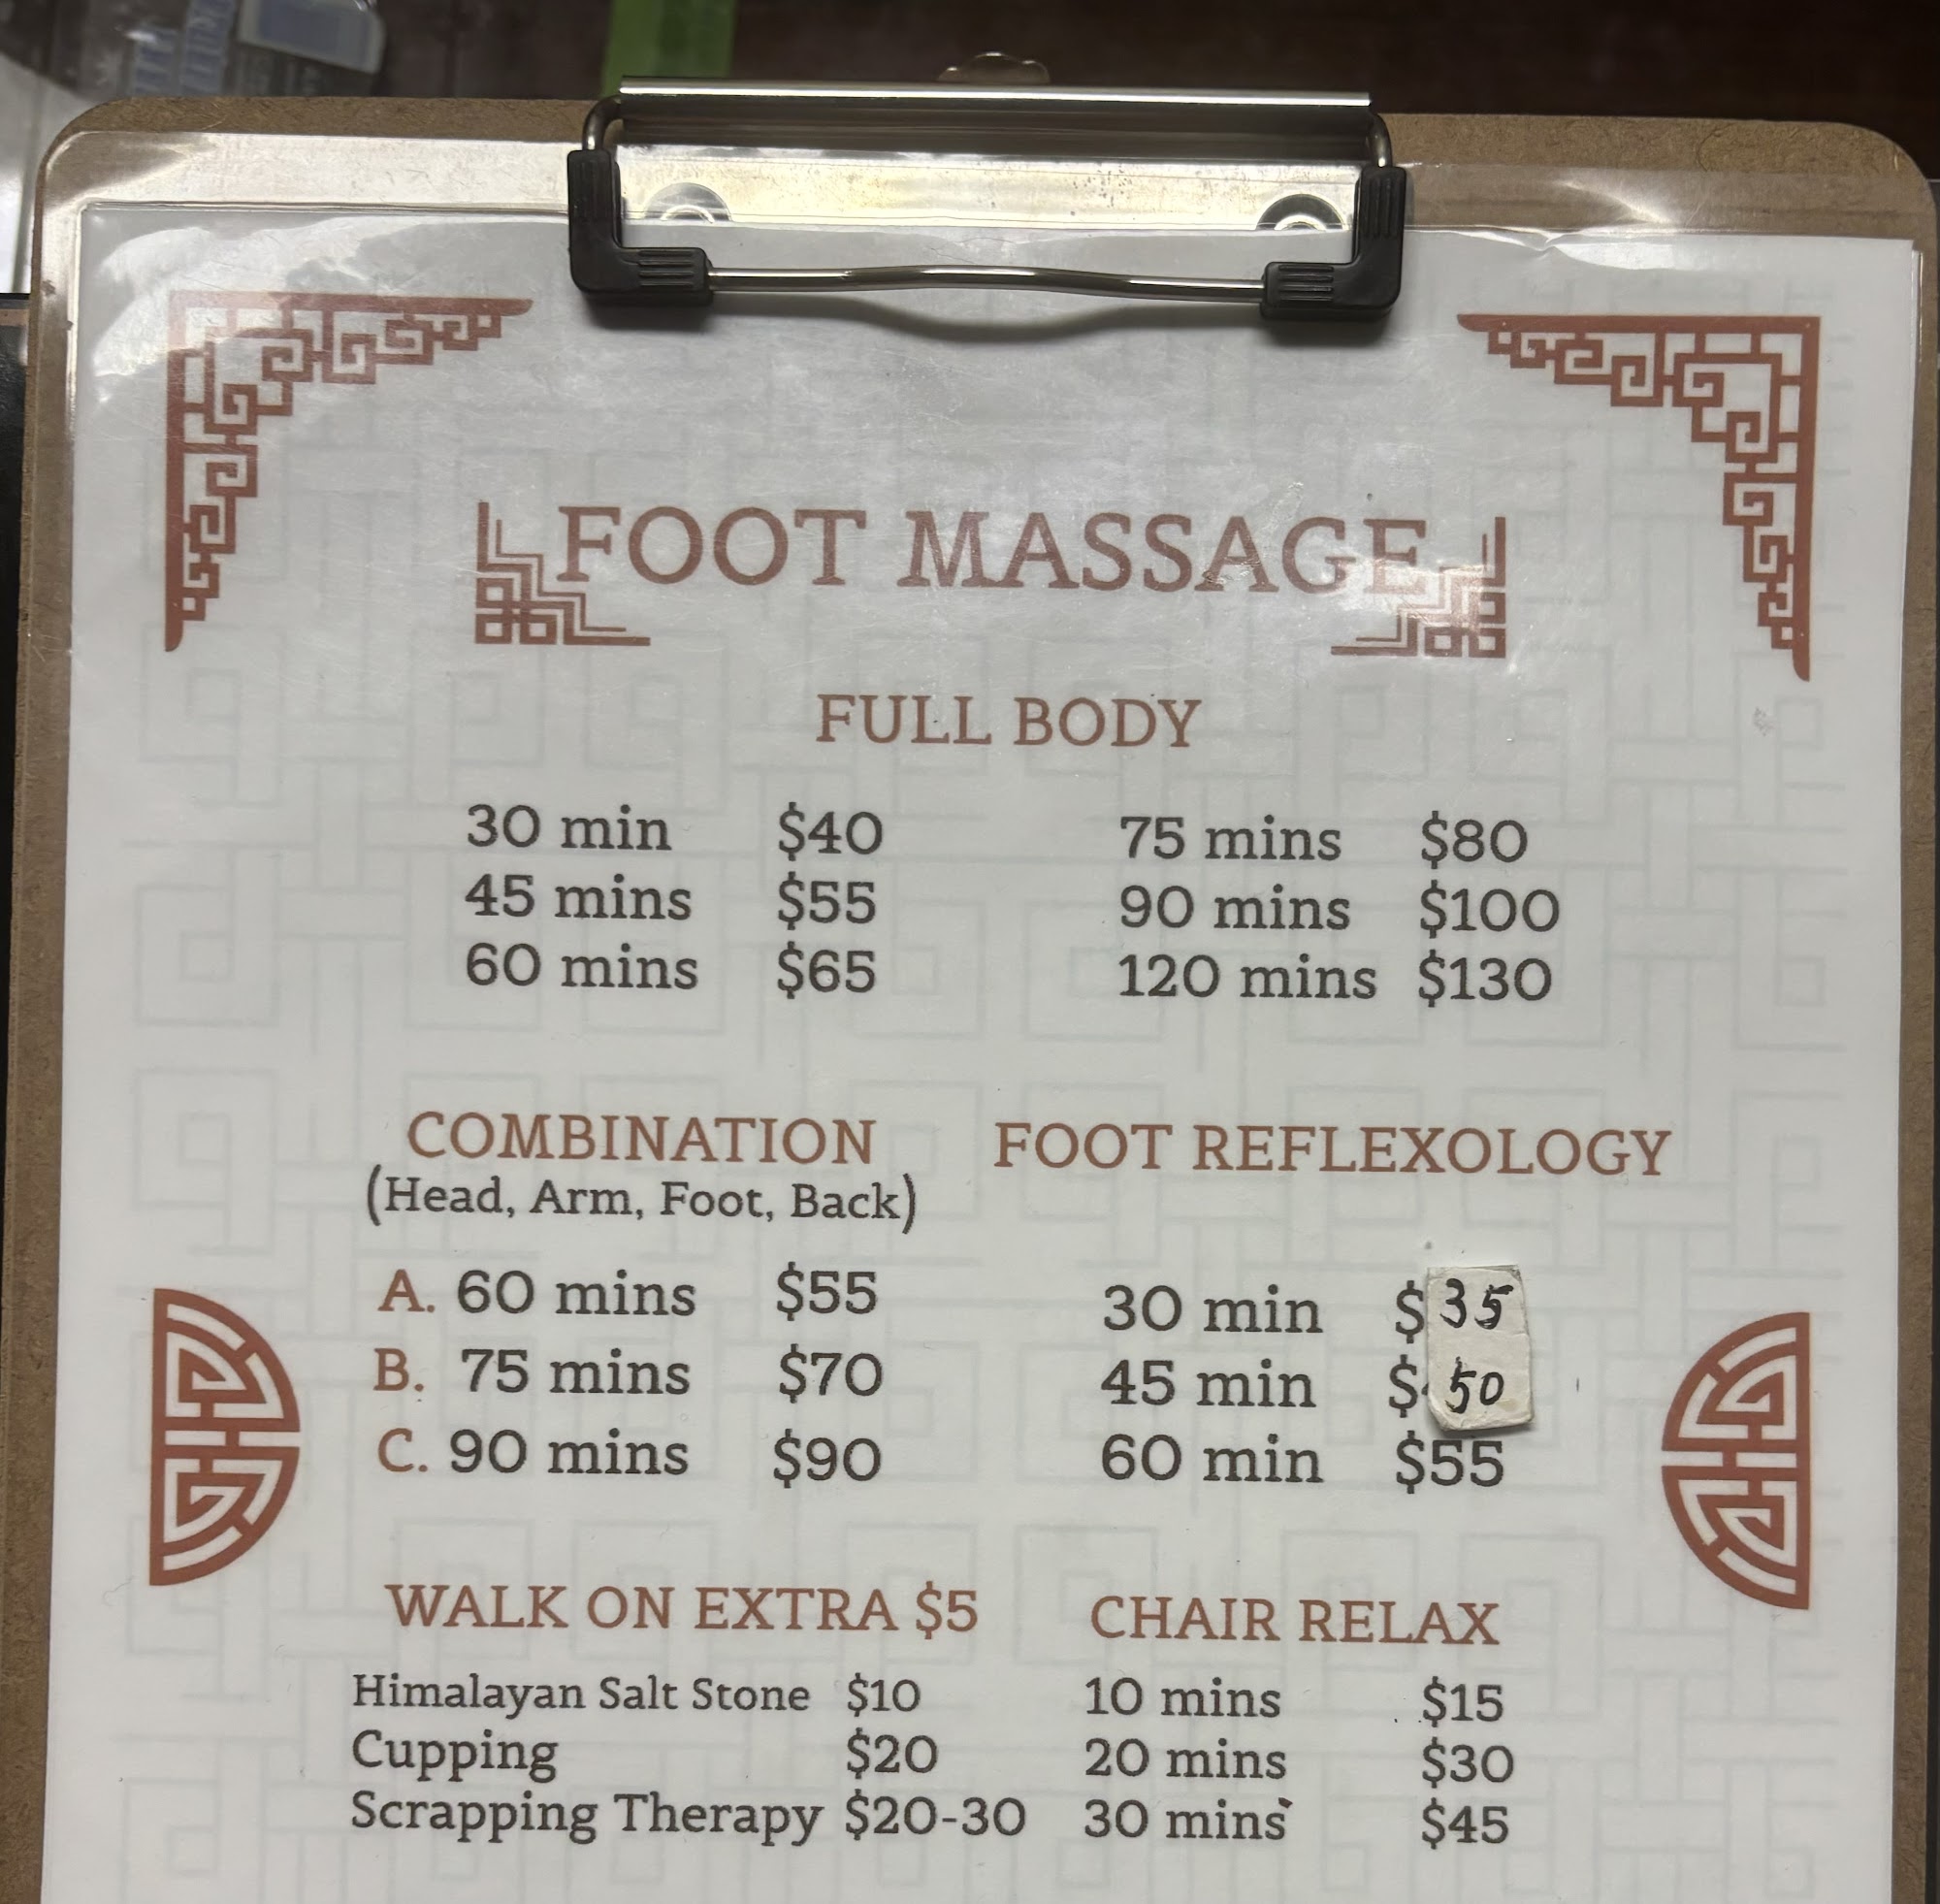 FOOT MASSAGE
FULL BODY
30 min $40
45 mins $55
60 mins $65
75 mins $80
90 mins $100
120 mins $130
COMBINATION
(Head, Arm, Foot, Back)
A. 60 mins $55
B. 75 mins $70
C. 90 mins $90
FOOT REFLEXOLOGY
30 min $35
45 min $50
60 min $55
WALK ON EXTRA $5
Himalayan Salt Stone $10
Cupping $20
Scrapping Therapy $20-30
CHAIR RELAX
10 mins $15
20 mins $30
30 mins $45